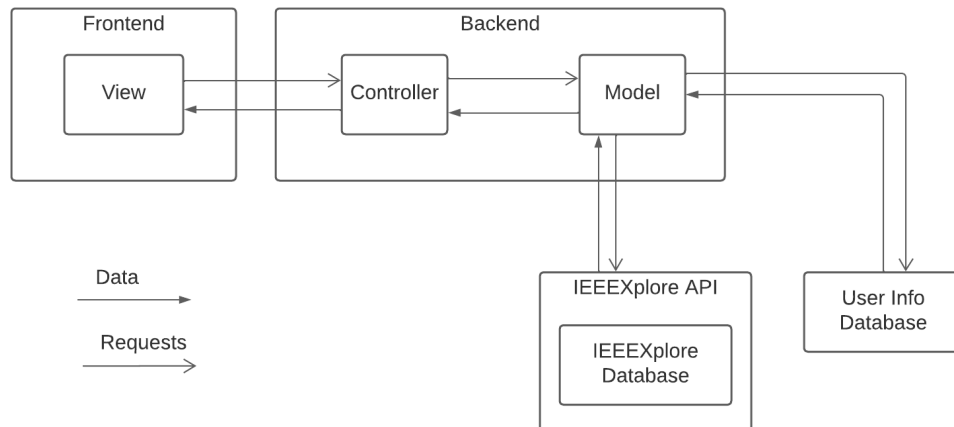 Frontend
Backend
View
Controller
Model
Data
Requests
IEEEXplore API
IEEEXplore
Database
User Info
Database